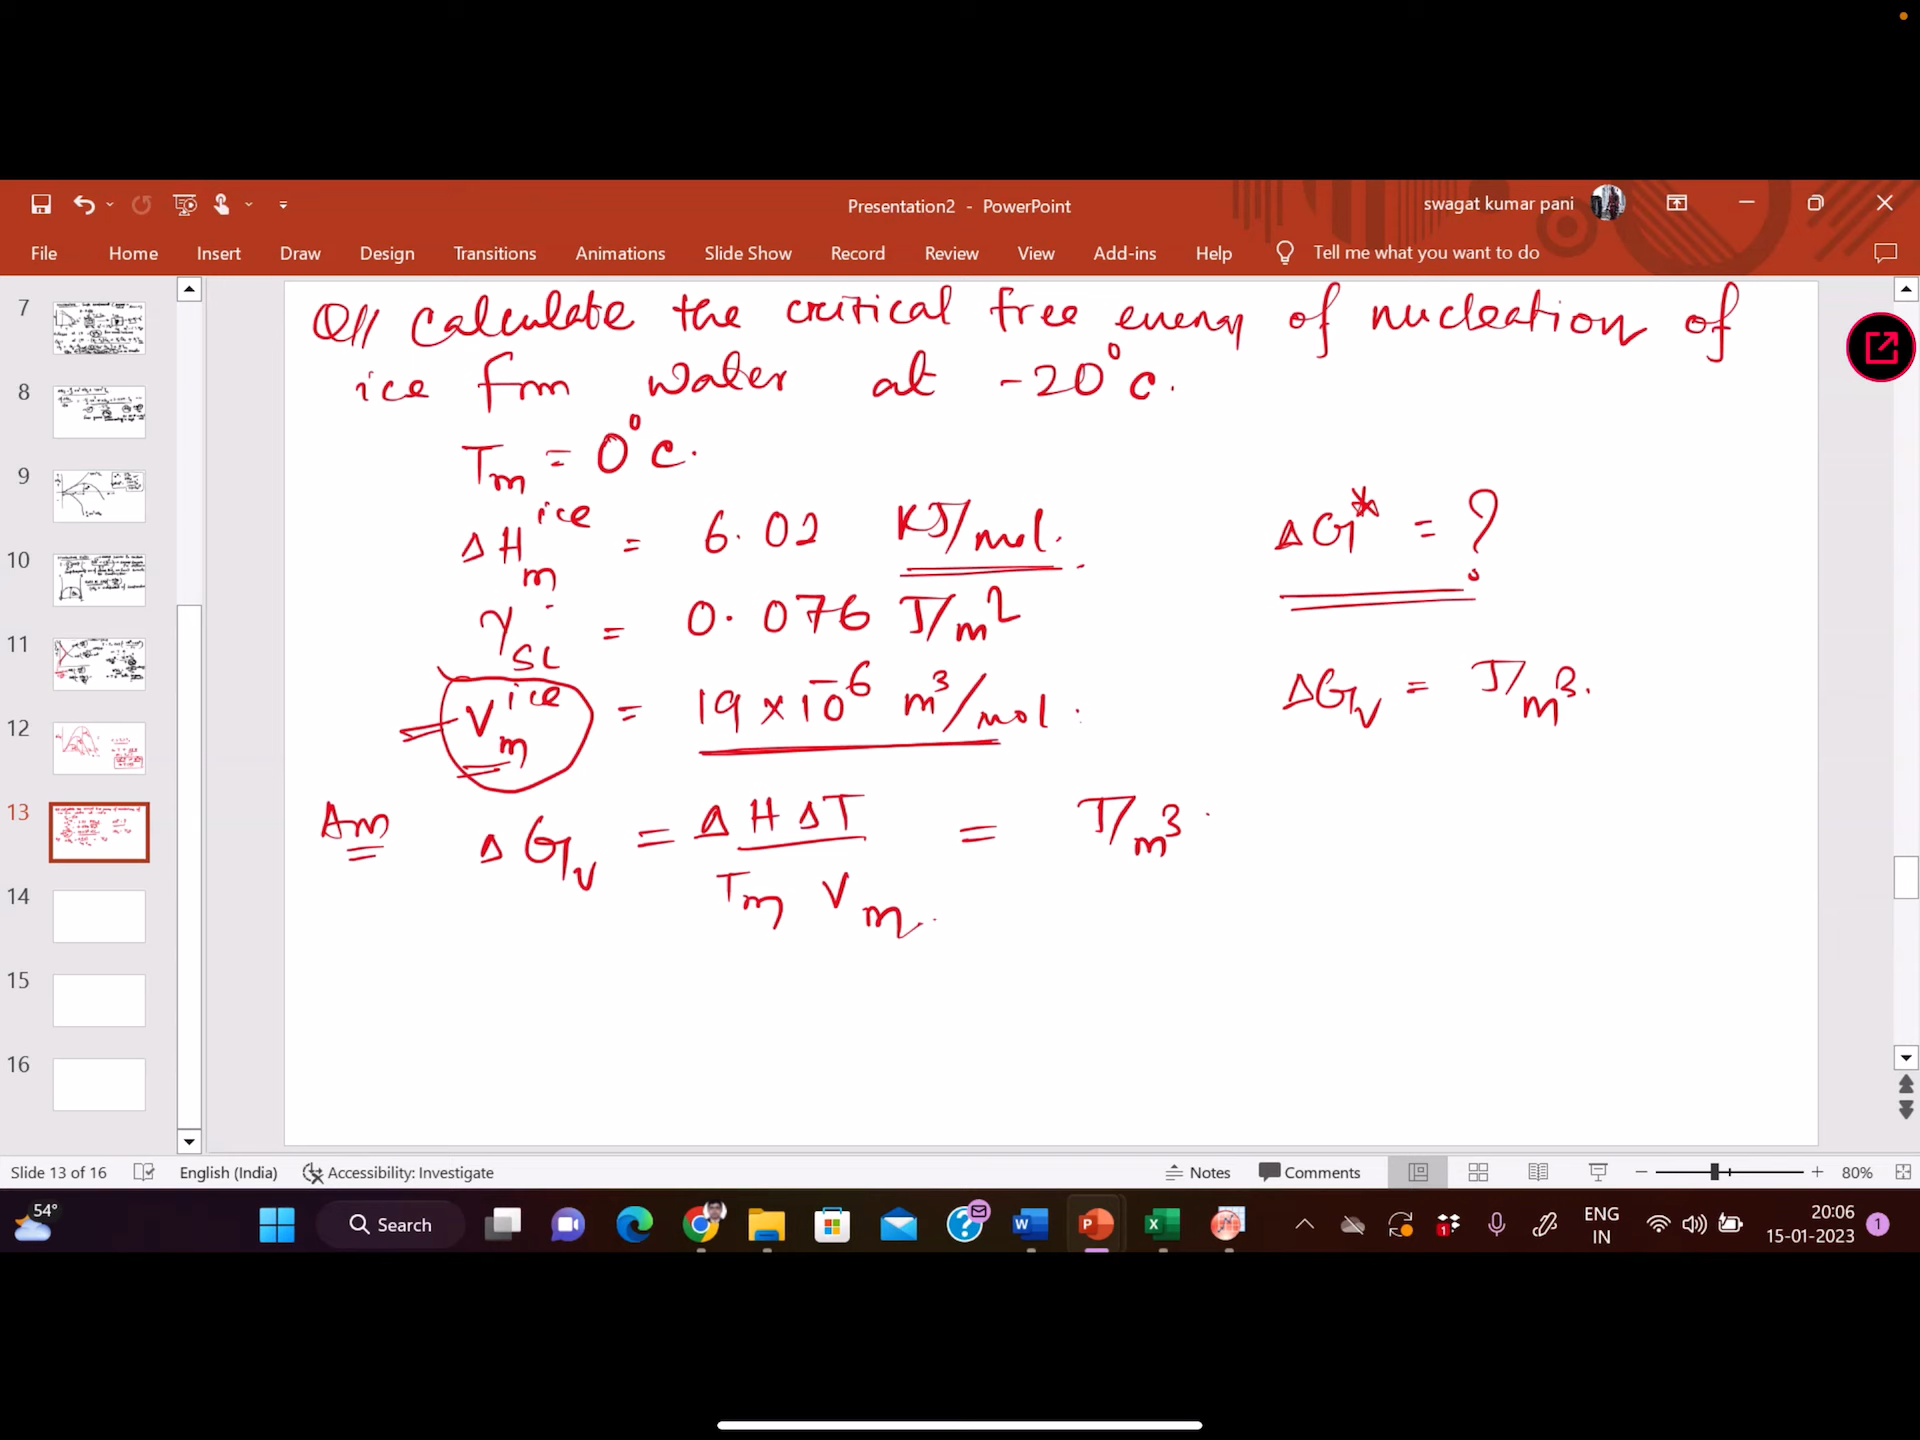 Presentation2 - PowerPoint
swagat kumar pani
File Home Insert Draw Design Transitions Animations Slide Show Record Review View Add-ins Help Tell me what you want to do
7
8
9
10
11
12
13
14
15
16
Q// Calculate the critical free energy of nucleation of
ice from water at -20°C.
Tm = 0°C.
ΔHm^ice = 6.02 KJ/mol.
ΔG* = ?
γSL = 0.076 J/m²
Vm^ice = 19 × 10^-6 m³/mol.
ΔGv = J/m³.
Ans ΔGv = ΔH ΔT / Tm Vm = J/m³.
Slide 13 of 16 English (India) Accessibility: Investigate Notes Comments 80%
54° Search ENG IN 20:06 15-01-2023 1